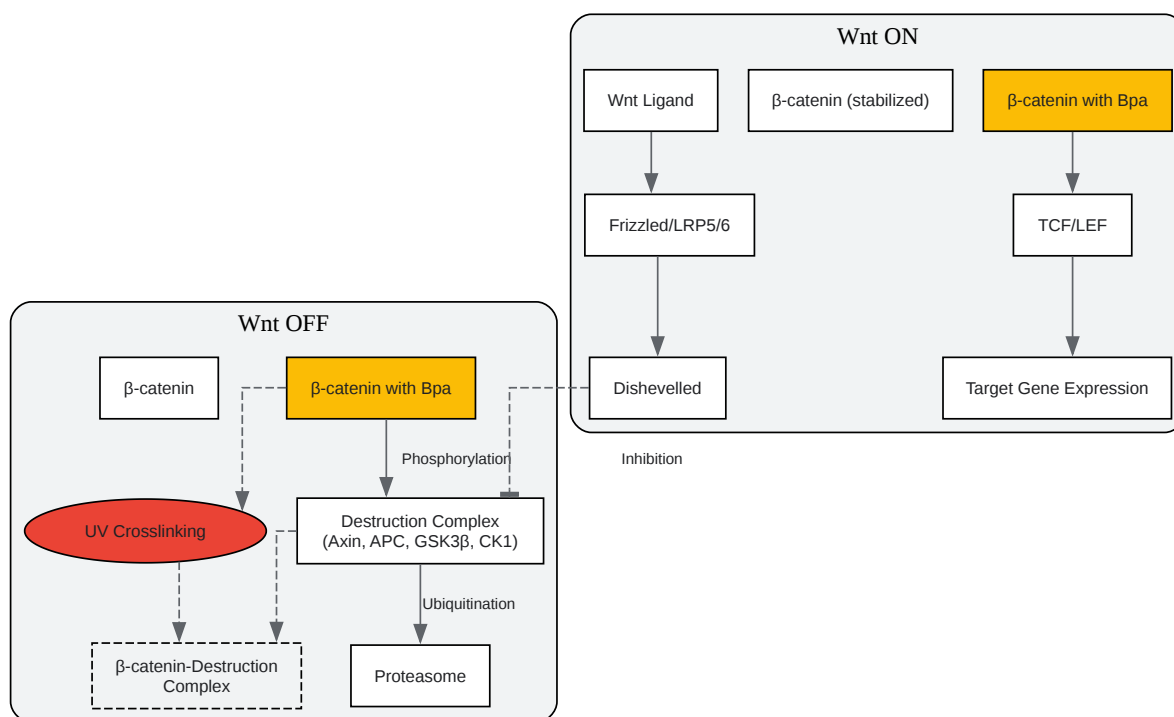 Wnt ON
Wnt Ligand
β-catenin (stabilized)
β-catenin with Bpa
Frizzled/LRP5/6
TCF/LEF
Dishevelled
Target Gene Expression
Inhibition
Wnt OFF
β-catenin
β-catenin with Bpa
Phosphorylation
UV Crosslinking
Destruction Complex
(Axin, APC, GSK3β, CK1)
Ubiquitination
β-catenin-Destruction
Complex
Proteasome